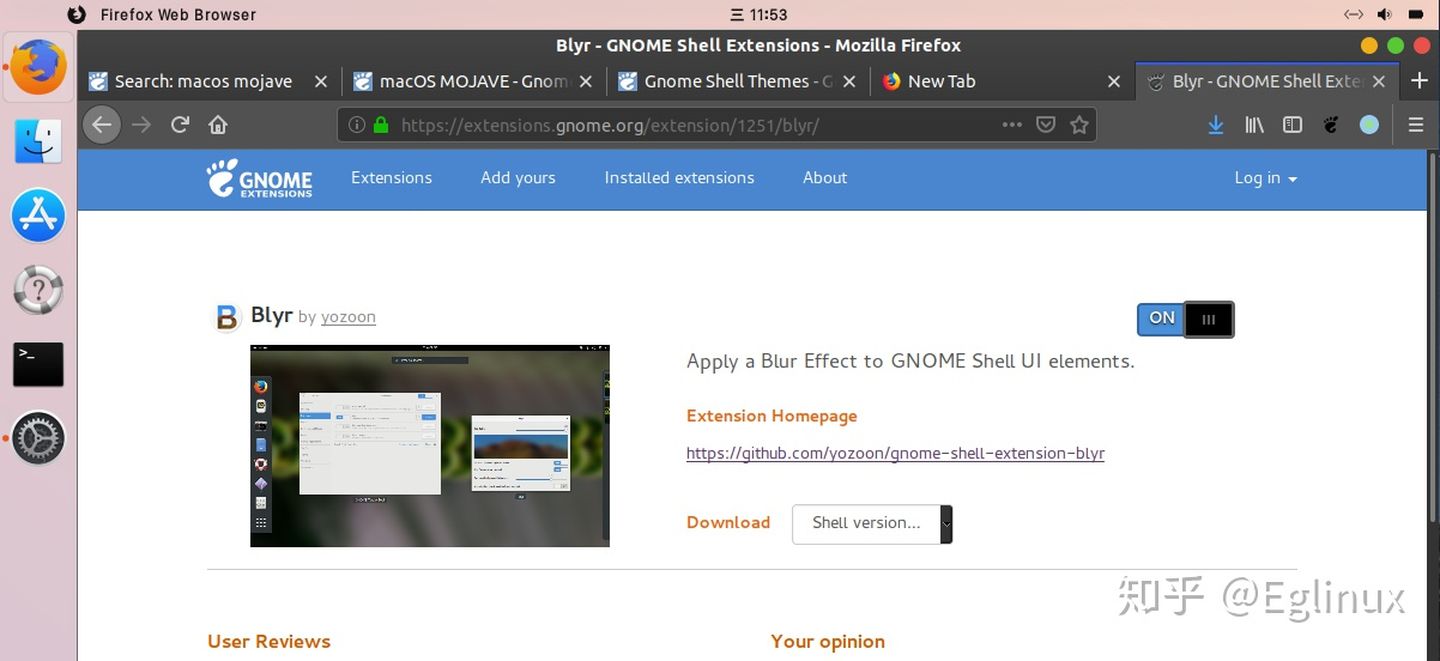 Firefox Web Browser
三 11:53
Blyr - GNOME Shell Extensions - Mozilla Firefox
Search: macos mojave
macOS MOJAVE - Gnom
Gnome Shell Themes - G
New Tab
Blyr - GNOME Shell Exte
https://extensions.gnome.org/extension/1251/blyr/
GNOME
EXTENSIONS
Extensions
Add yours
Installed extensions
About
Log in
B
Blyr by yozoon
ON
Apply a Blur Effect to GNOME Shell UI elements.
Extension Homepage
https://github.com/yozoon/gnome-shell-extension-blyr
Download
Shell version...
知乎 @Eglinux
User Reviews
Your opinion